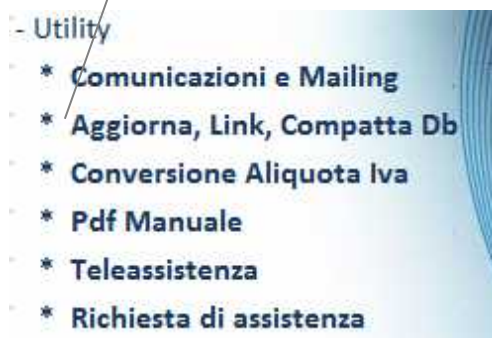 - Utility
* Comunicazioni e Mailing
* Aggiorna, Link, Compatta Db
* Conversione Aliquota Iva
* Pdf Manuale
* Teleassistenza
* Richiesta di assistenza